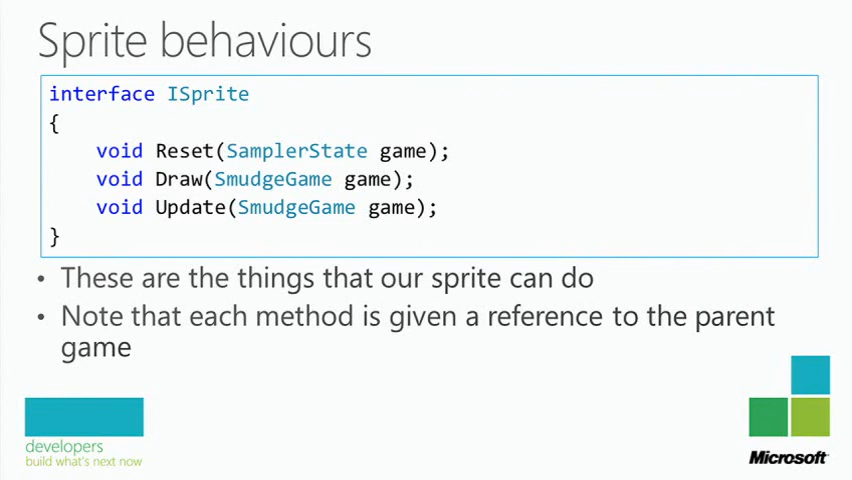 Sprite behaviours
interface ISprite
{
void Reset(SamplerState game);
void Draw(SmudgeGame game);
void Update(SmudgeGame game);
}
• These are the things that our sprite can do
• Note that each method is given a reference to the parent
game
developers
build what's next now
Microsoft